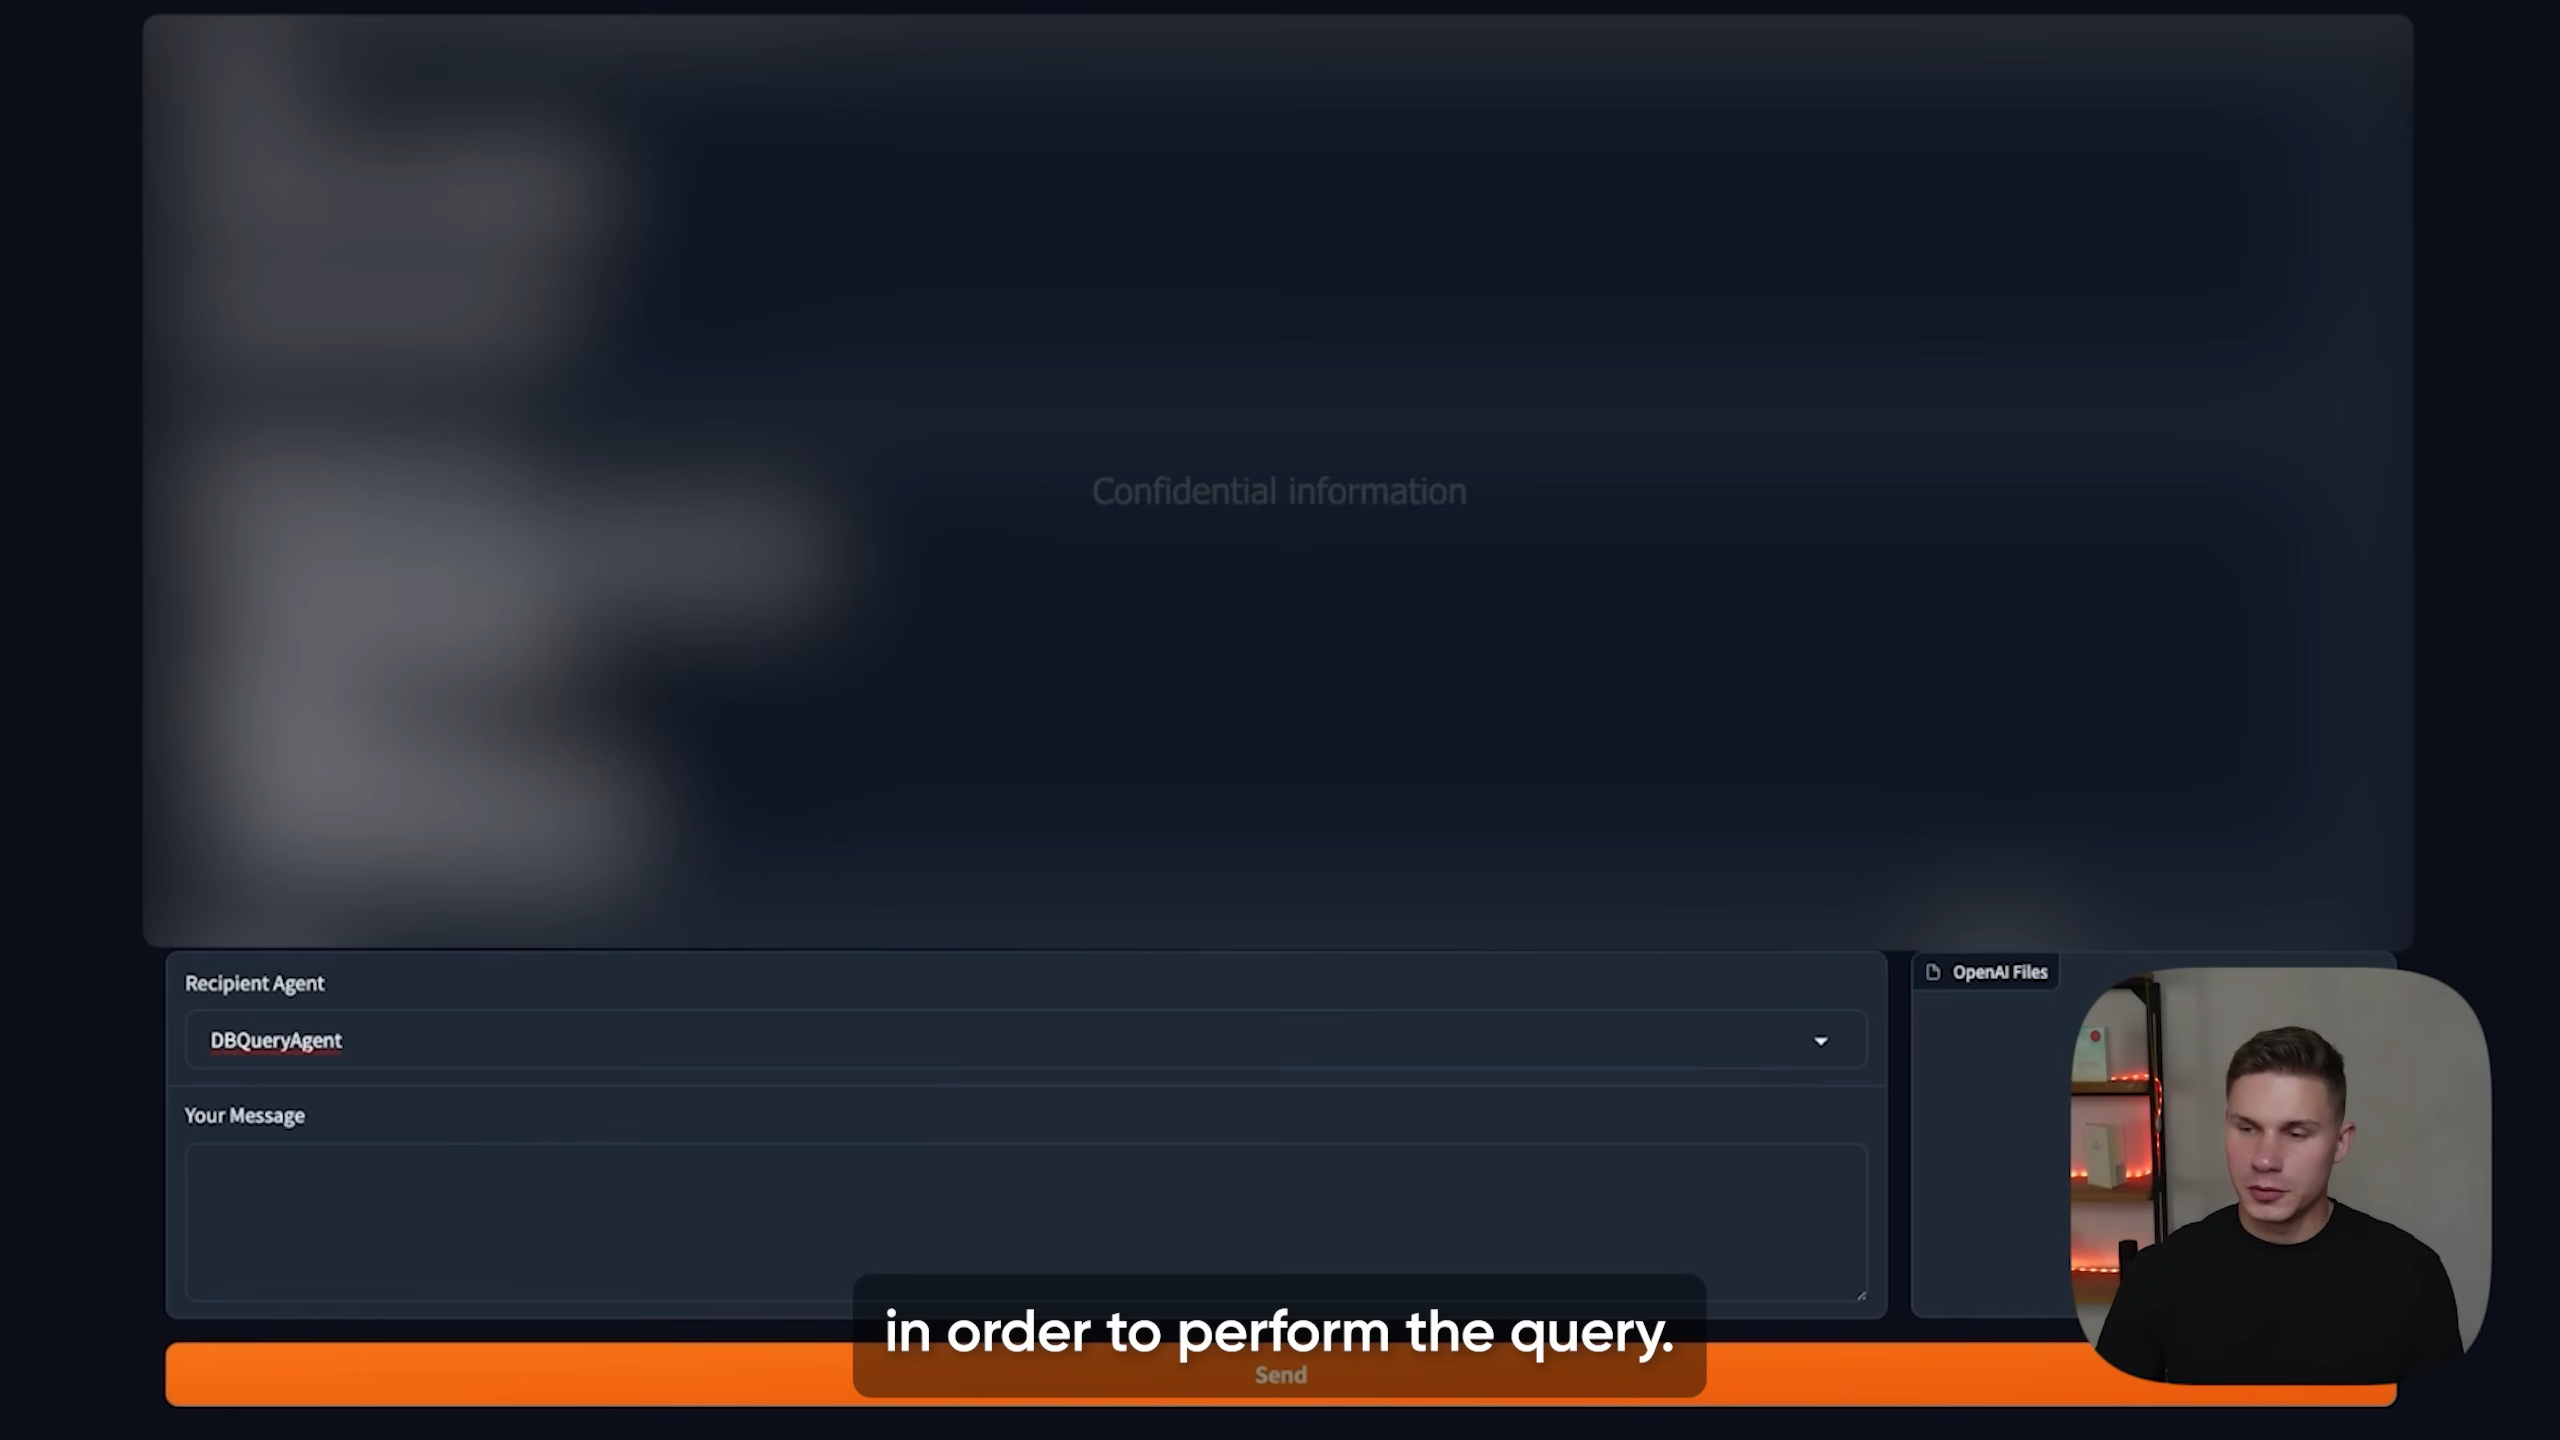 Confidential information
Recipient Agent
OpenAI Files
DBQueryAgent
Your Message
in order to perform the query.
Send